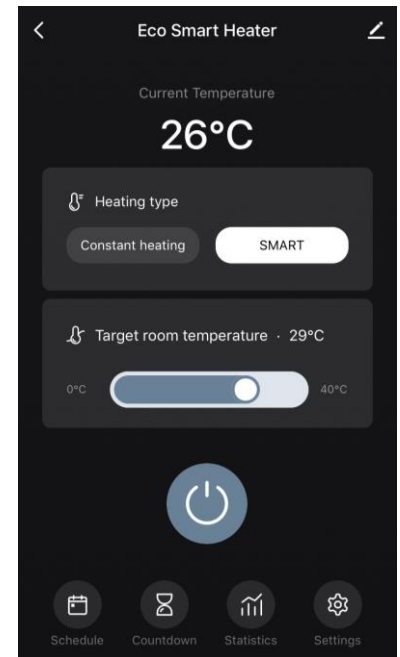 Eco Smart Heater
Current Temperature
26°C
Heating type
Constant heating
SMART
Target room temperature · 29°C
0°C
40°C
Schedule
Countdown
Statistics
Settings